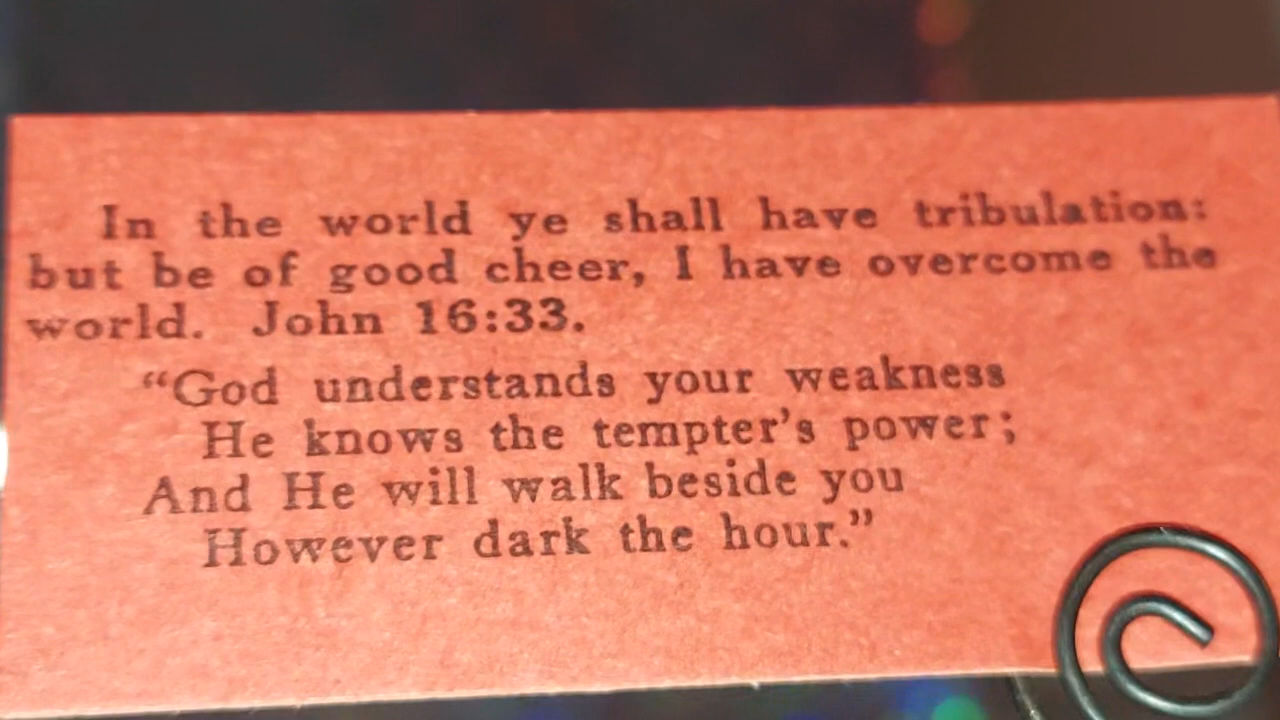 In the world ye shall have tribulation:
but be of good cheer, I have overcome the
world. John 16:33.
“God understands your weakness
He knows the tempter’s power;
And He will walk beside you
However dark the hour.”